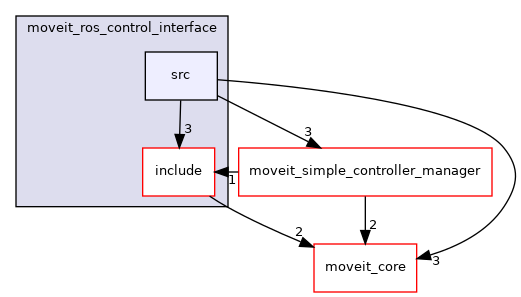 moveit_ros_control_interface
src
3
3
include
1
moveit_simple_controller_manager
2
2
3
moveit_core